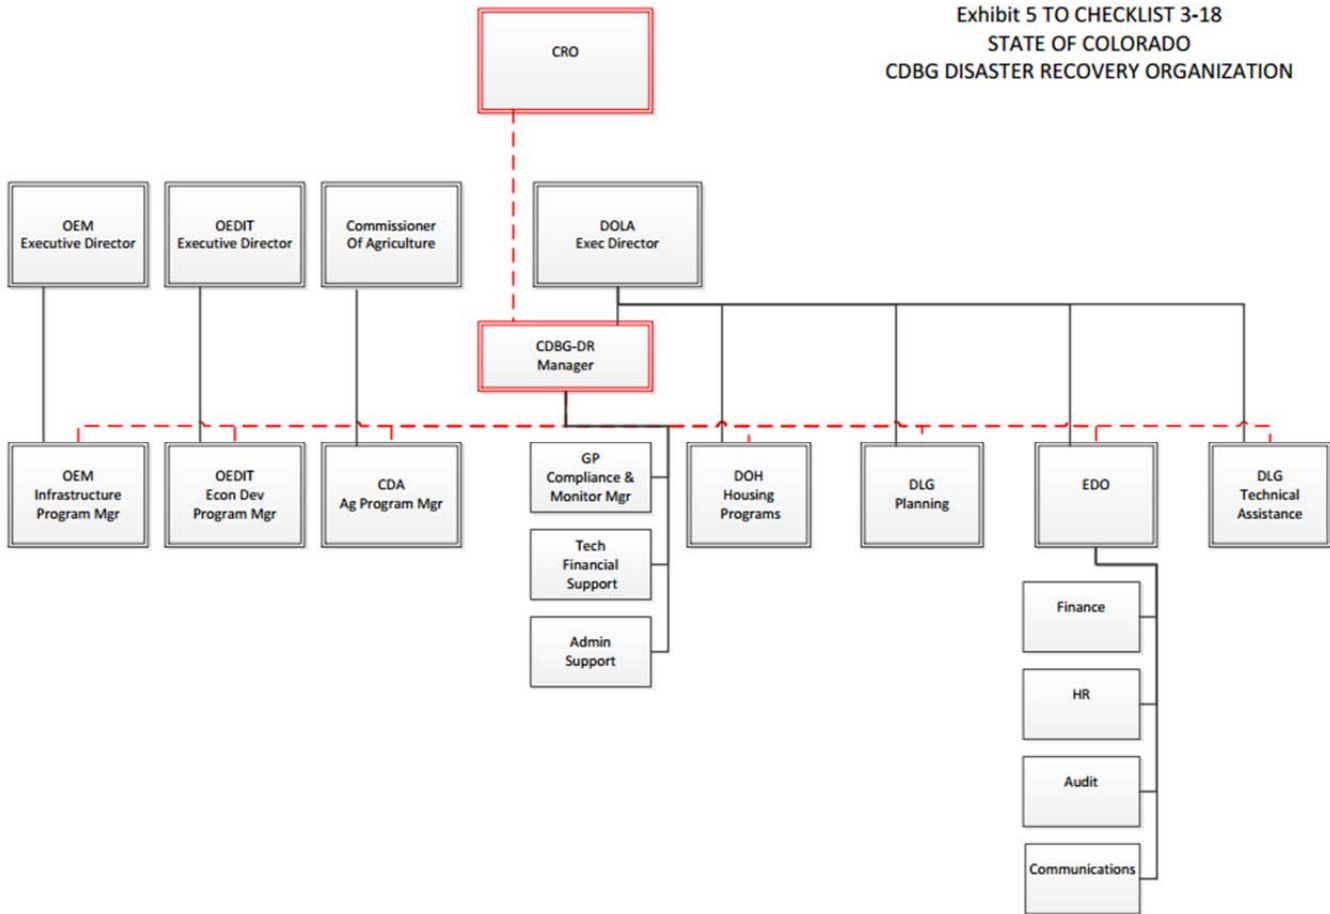 Exhibit 5 TO CHECKLIST 3-18
STATE OF COLORADO
CDBG DISASTER RECOVERY ORGANIZATION
CRO
OEM
Executive Director
OEDIT
Executive Director
Commissioner
Of Agriculture
DOLA
Exec Director
CDBG-DR
Manager
OEM
Infrastructure
Program Mgr
OEDIT
Econ Dev
Program Mgr
CDA
Ag Program Mgr
GP
Compliance &
Monitor Mgr
DOH
Housing
Programs
DLG
Planning
EDO
DLG
Technical
Assistance
Tech
Financial
Support
Admin
Support
Finance
HR
Audit
Communications